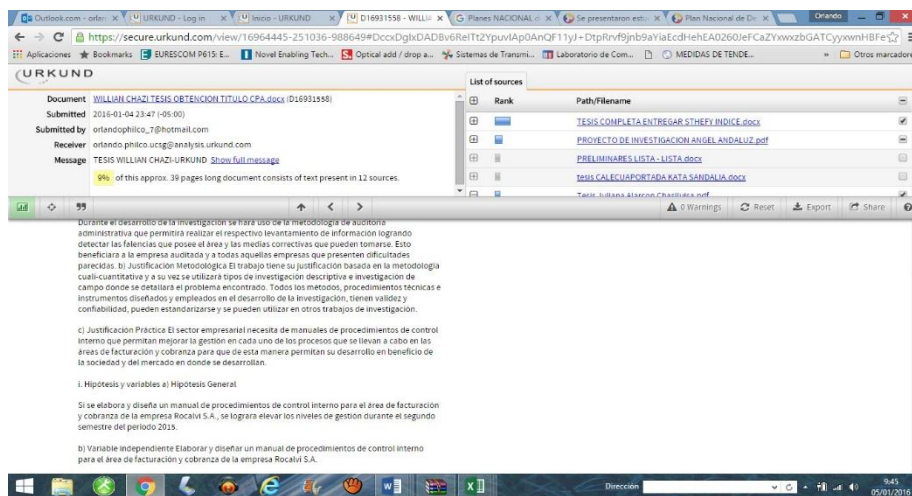 Outlook.com - orlan
URKUND - Log in
Inicio - URKUND
D16931558 - WILLI
Planes NACIONAL
Se presentaron estu
Plan Nacional de De
Orlando
https://secure.urkund.com/view/16964445-251036-988649
Aplicaciones
Bookmarks
EURESCOM P615: E...
Novel Enabling Tech...
Optical add / drop a...
Sistemas de Transmi...
Laboratorio de Com...
MEDIDAS DE TENDE...
»
Otros marcadores
URKUND
Document WILLIAN CHAZI TESIS OBTENCION TITULO CPA.docx (D16931558)
Submitted 2016-01-04 23:47 (-05:00)
Submitted by orlandophilco_7@hotmail.com
Receiver orlando.philco.ucsg@analysis.urkund.com
Message TESIS WILLIAN CHAZI-URKUND Show full message
9% of this approx. 39 pages long document consists of text present in 12 sources.
List of sources
Rank Path/Filename
TESIS COMPLETA ENTREGAR STHEFY INDICE.docx
PROYECTO DE INVESTIGACION ANGEL ANDALUZ.pdf
PRELIMINARES LISTA - LISTA.docx
tesis CALECUAPORTADA KATA SANDALIA.docx
0 Warnings
Reset
Export
Share
Durante el desarrollo de la investigación se hará uso de la metodología de auditoría
administrativa que permitirá realizar el respectivo levantamiento de información logrando
detectar las falencias que posee el área y las medias correctivas que pueden tomarse. Esto
beneficiara a la empresa auditada y a todas aquellas empresas que presenten dificultades
parecidas. b) Justificación Metodológica El trabajo tiene su justificación basada en la metodología
cuali-cuantitativa y a su vez se utilizará tipos de investigación descriptiva e investigación de
campo donde se detallará el problema encontrado. Todos los métodos, procedimientos técnicas e
instrumentos diseñados y empleados en el desarrollo de la investigación, tienen validez y
confiabilidad, pueden estandarizarse y se pueden utilizar en otros trabajos de investigación.
c) Justificación Práctica El sector empresarial necesita de manuales de procedimientos de control
interno que permitan mejorar la gestión en cada uno de los procesos que se llevan a cabo en las
áreas de facturación y cobranza para que de esta manera permitan su desarrollo en beneficio de
la sociedad y del mercado en donde se desarrollan.
i. Hipótesis y variables a) Hipótesis General
Si se elabora y diseña un manual de procedimientos de control interno para el área de facturación
y cobranza de la empresa Rocalvi S.A., se lograra elevar los niveles de gestión durante el segundo
semestre del periodo 2015.
b) Variable Independiente Elaborar y diseñar un manual de procedimientos de control interno
para el área de facturación y cobranza de la empresa Rocalvi S.A.
Dirección
9:45
05/01/2016